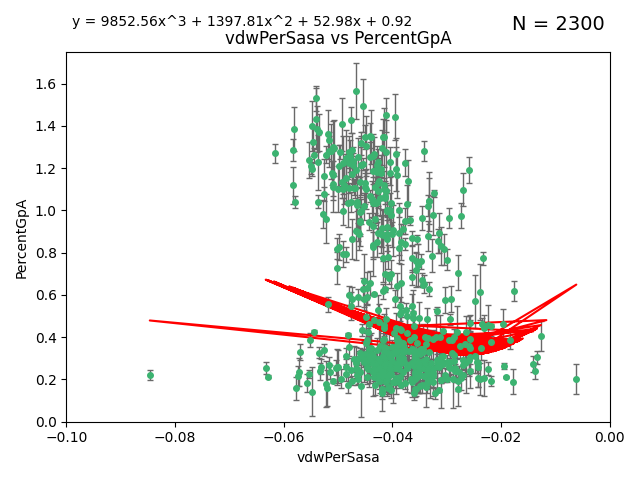 y = 9852.56x^3 + 1397.81x^2 + 52.98x + 0.92
N = 2300
vdwPerSasa vs PercentGpA
PercentGpA
1.6
1.4
1.2
1.0
0.8
0.6
0.4
0.2
0.0
−0.10 −0.08 −0.06 −0.04 −0.02 0.00
vdwPerSasa